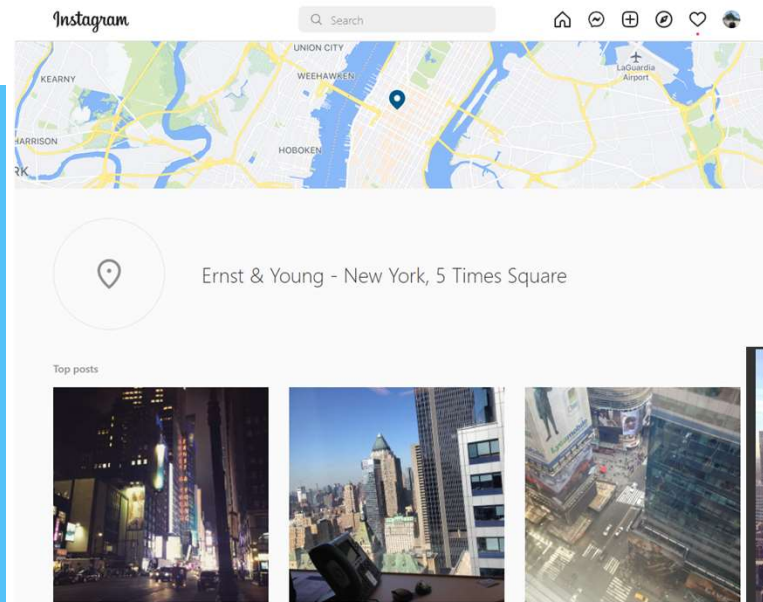 Instagram
Search
UNION CITY
KEARNY
WEEHAWKEN
LaGuardia
Airport
HARRISON
HOBOKEN
RK
Ernst & Young - New York, 5 Times Square
Top posts